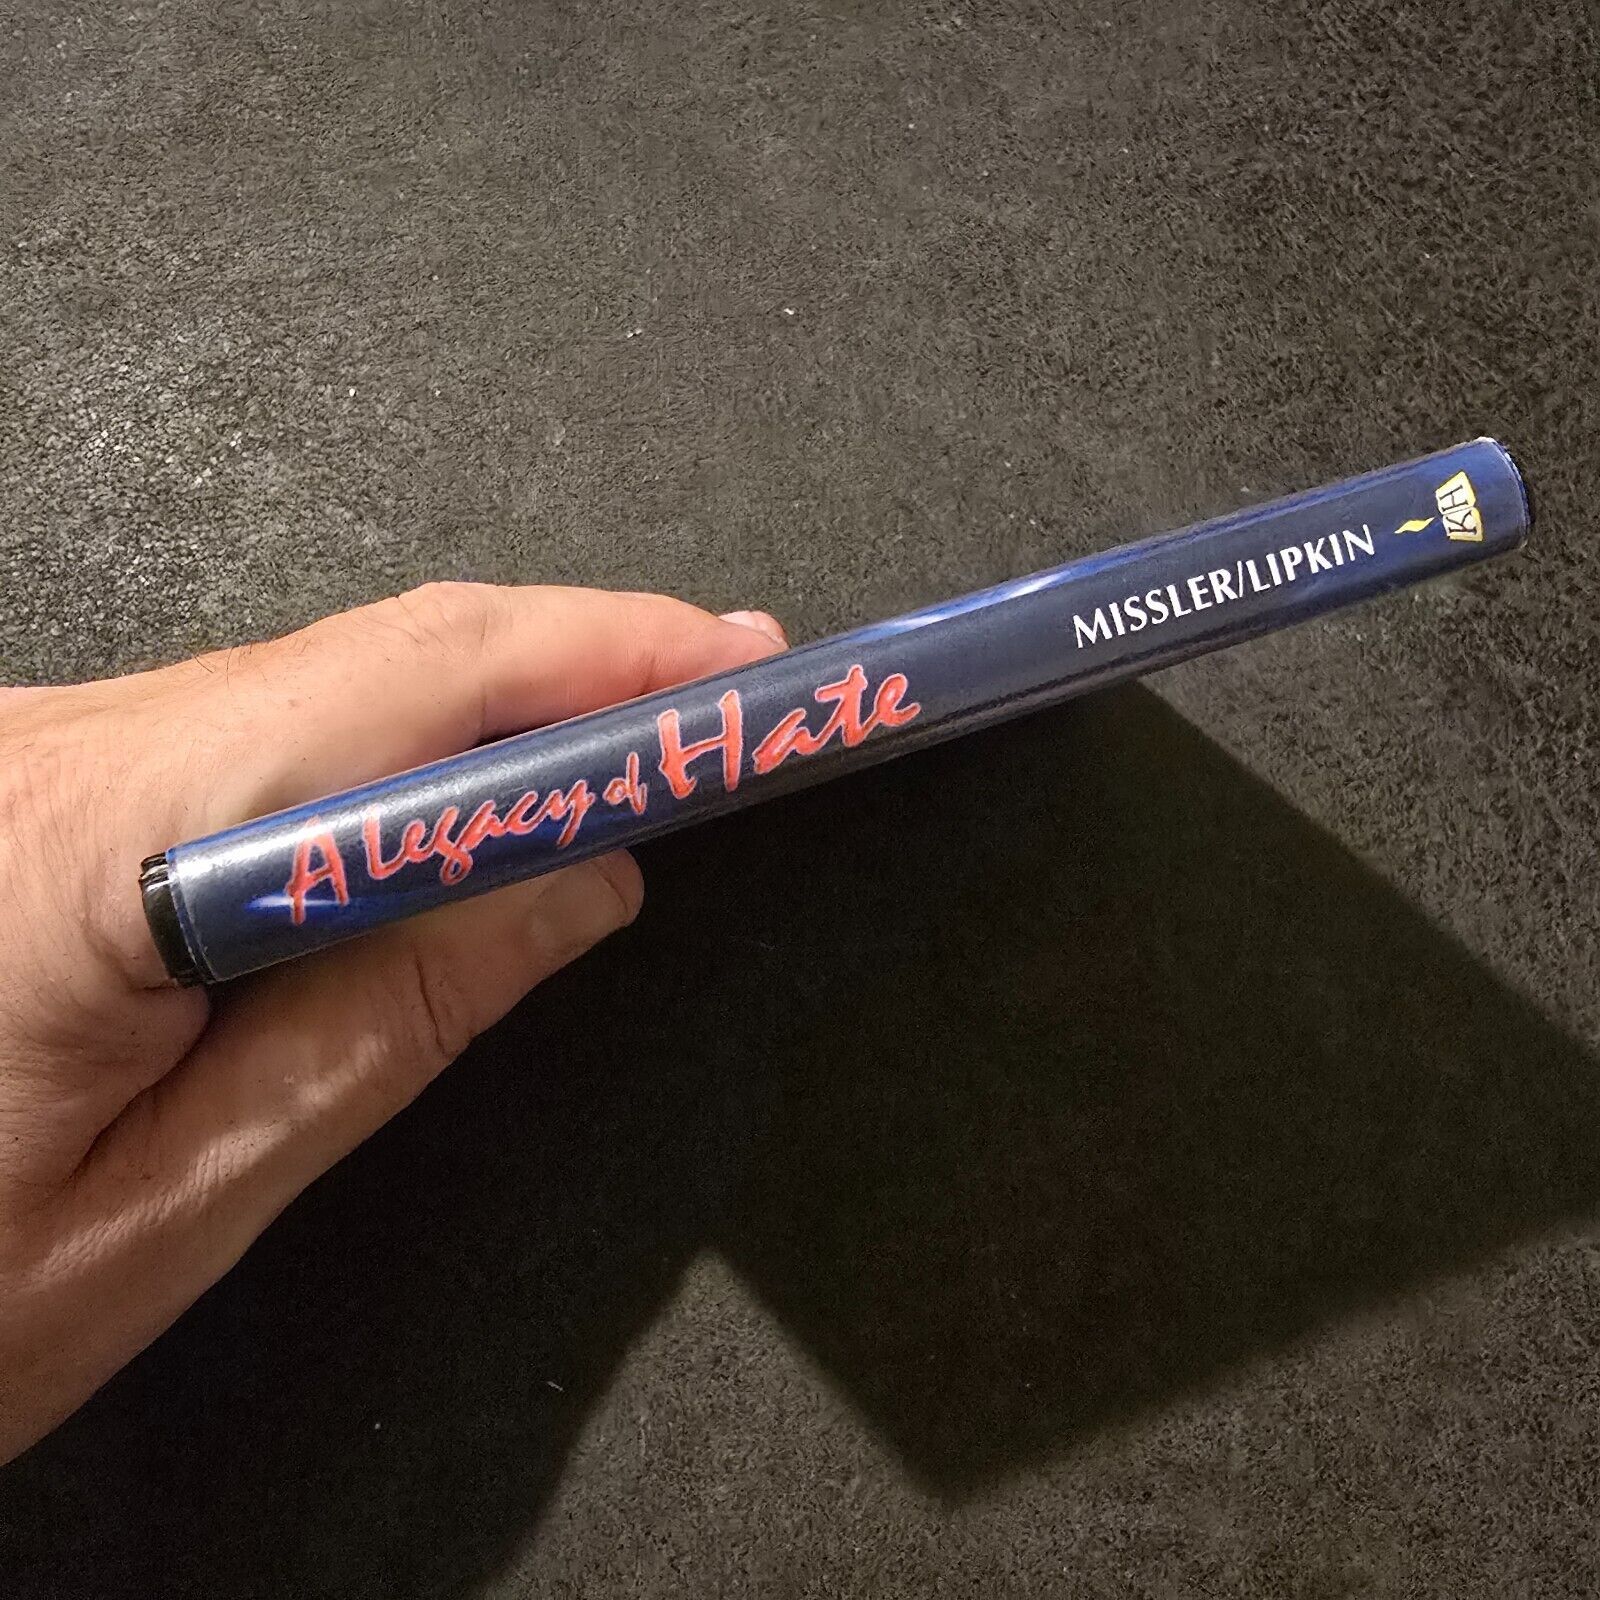 A Legacy of Hate
MISSLER/LIPKIN
KH